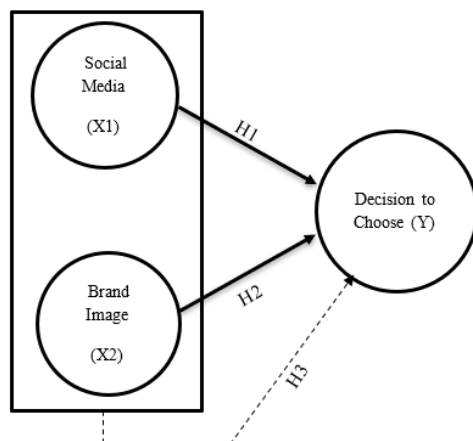 Social
Media
(X1)
H1
Decision to
Choose (Y)
Brand
Image
(X2)
H2
H3